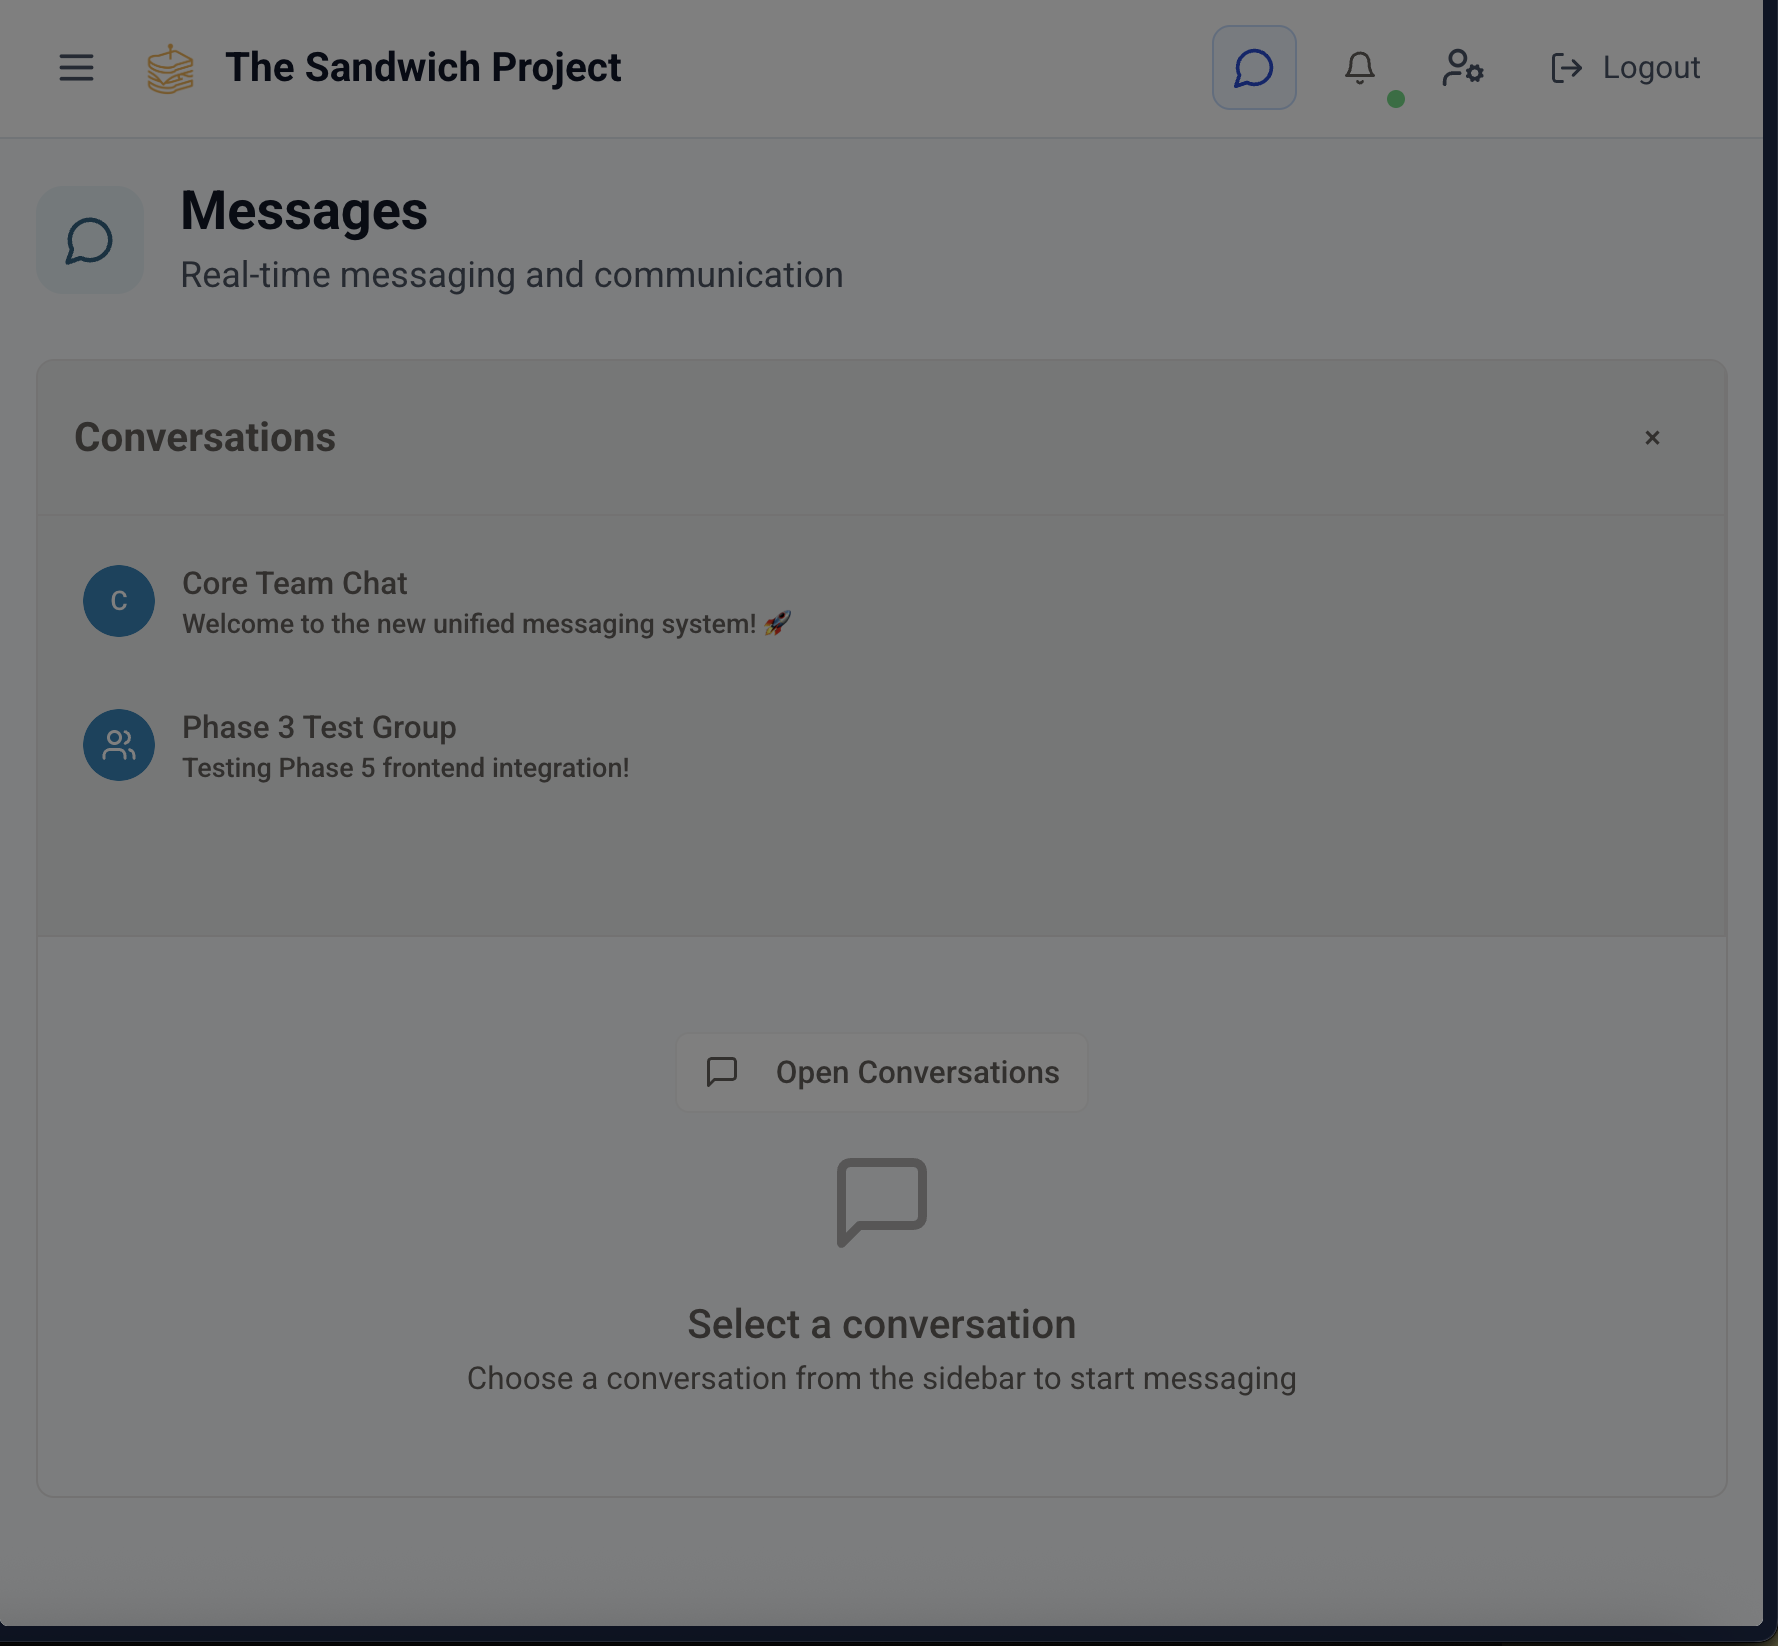 The Sandwich Project
Logout
Messages
Real-time messaging and communication
Conversations
×
C
Core Team Chat
Welcome to the new unified messaging system! 🚀
Phase 3 Test Group
Testing Phase 5 frontend integration!
Open Conversations
Select a conversation
Choose a conversation from the sidebar to start messaging